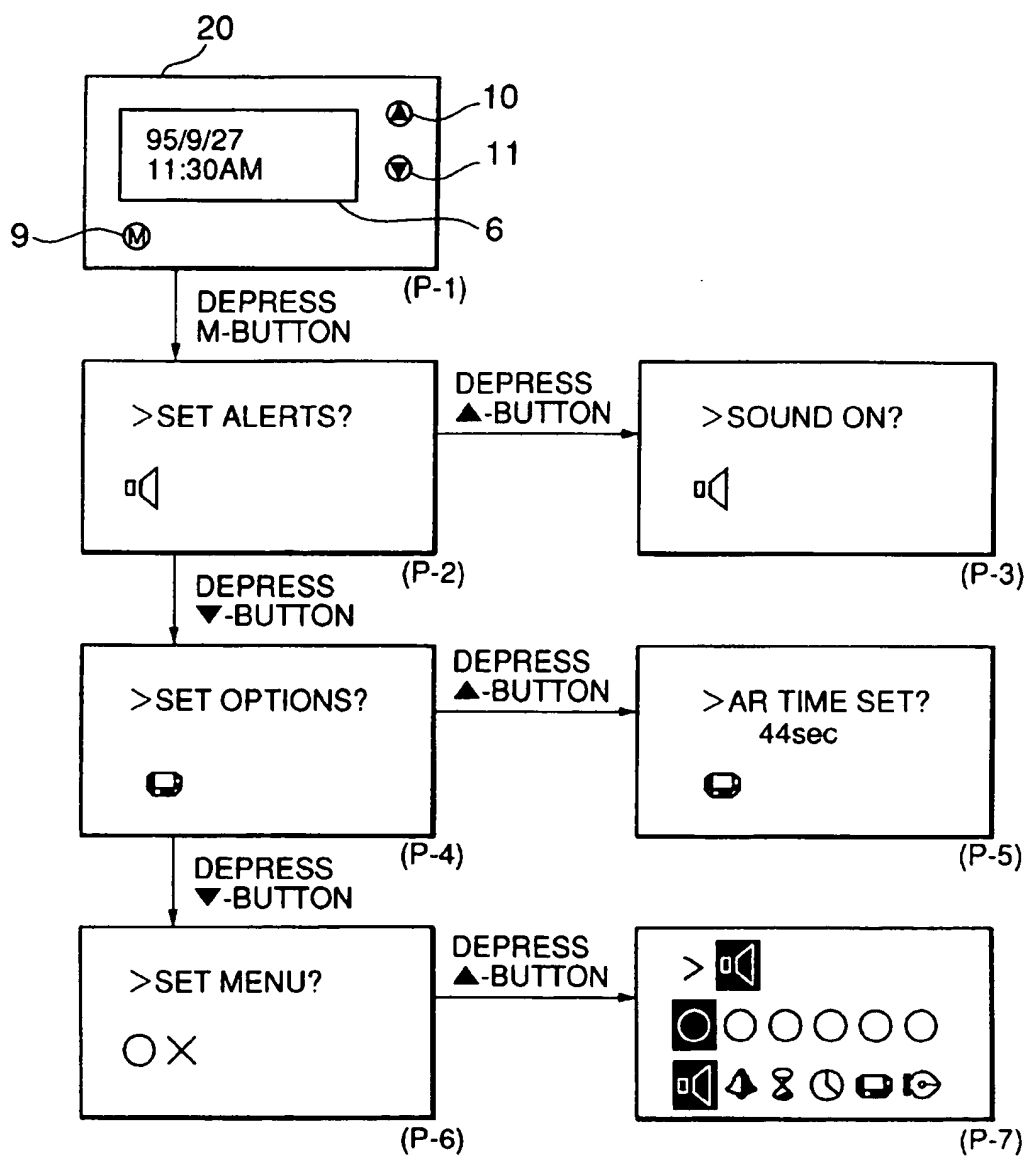 20
10
95/9/27
11:30AM
11
9
M
6
(P-1)
DEPRESS
M-BUTTON
>SET ALERTS?
(P-2)
DEPRESS
▲-BUTTON
>SOUND ON?
(P-3)
DEPRESS
▼-BUTTON
>SET OPTIONS?
(P-4)
DEPRESS
▲-BUTTON
>AR TIME SET?
44sec
(P-5)
DEPRESS
▼-BUTTON
>SET MENU?
○×
(P-6)
DEPRESS
▲-BUTTON
>
(P-7)